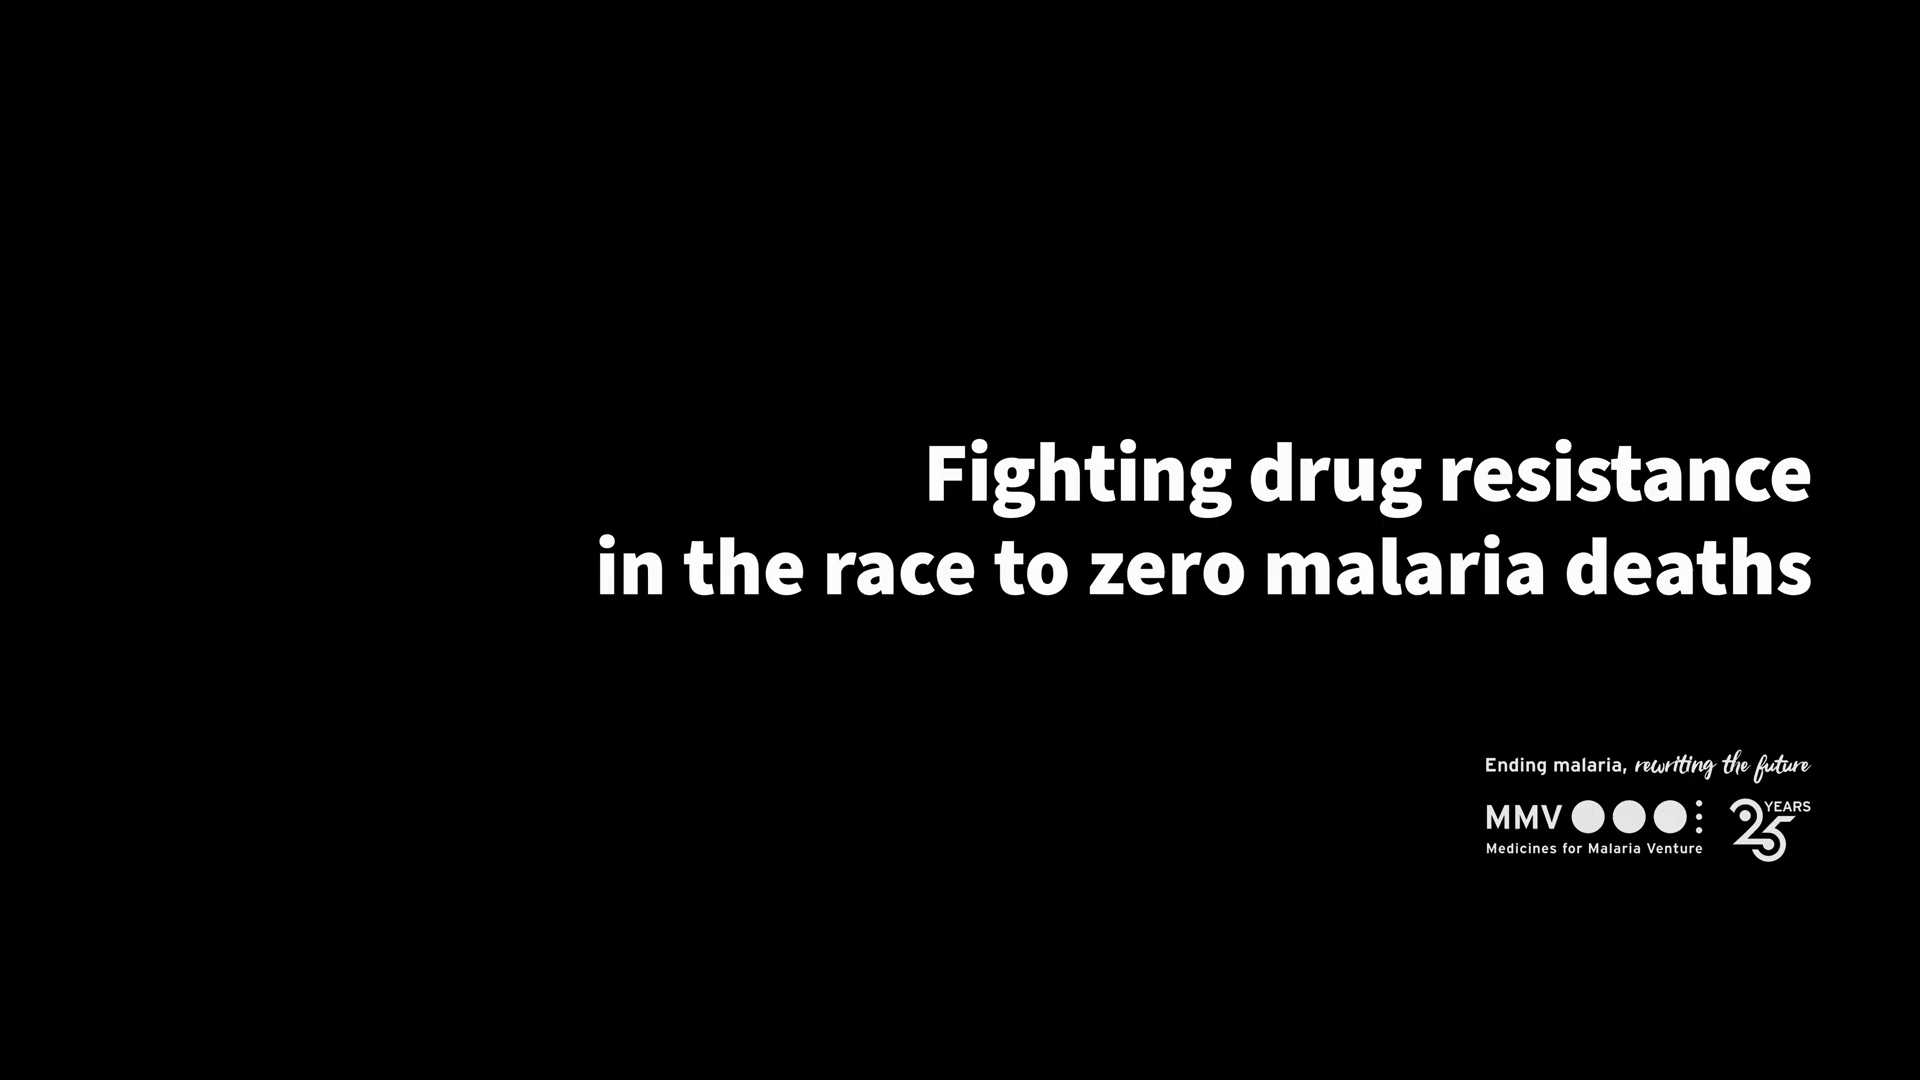 Fighting drug resistance
in the race to zero malaria deaths
Ending malaria, rewriting the future
MMV
Medicines for Malaria Venture
25 YEARS